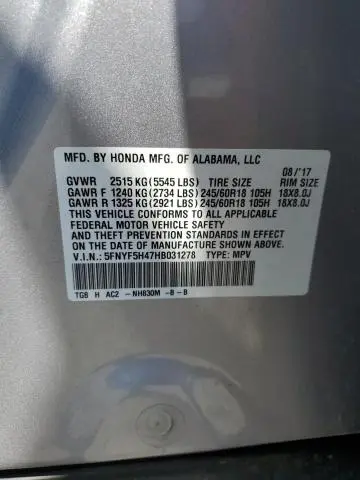 MFD. BY HONDA MFG. OF ALABAMA, LLC
08/'17
GVWR 2515 KG(5545 LBS) TIRE SIZE RIM SIZE
GAWR F 1240 KG(2734 LBS) 245/60R18 105H 18X8.0J
GAWR R 1325 KG(2921 LBS) 245/60R18 105H 18X8.0J
THIS VEHICLE CONFORMS TO ALL APPLICABLE
FEDERAL MOTOR VEHICLE SAFETY
AND THEFT PREVENTION STANDARDS IN EFFECT
ON THE DATE OF MANUFACTURE SHOWN ABOVE.
V.I.N.: 5FNYF5H47HB031278 TYPE: MPV
TGB H AC2 -NH830M -B-B